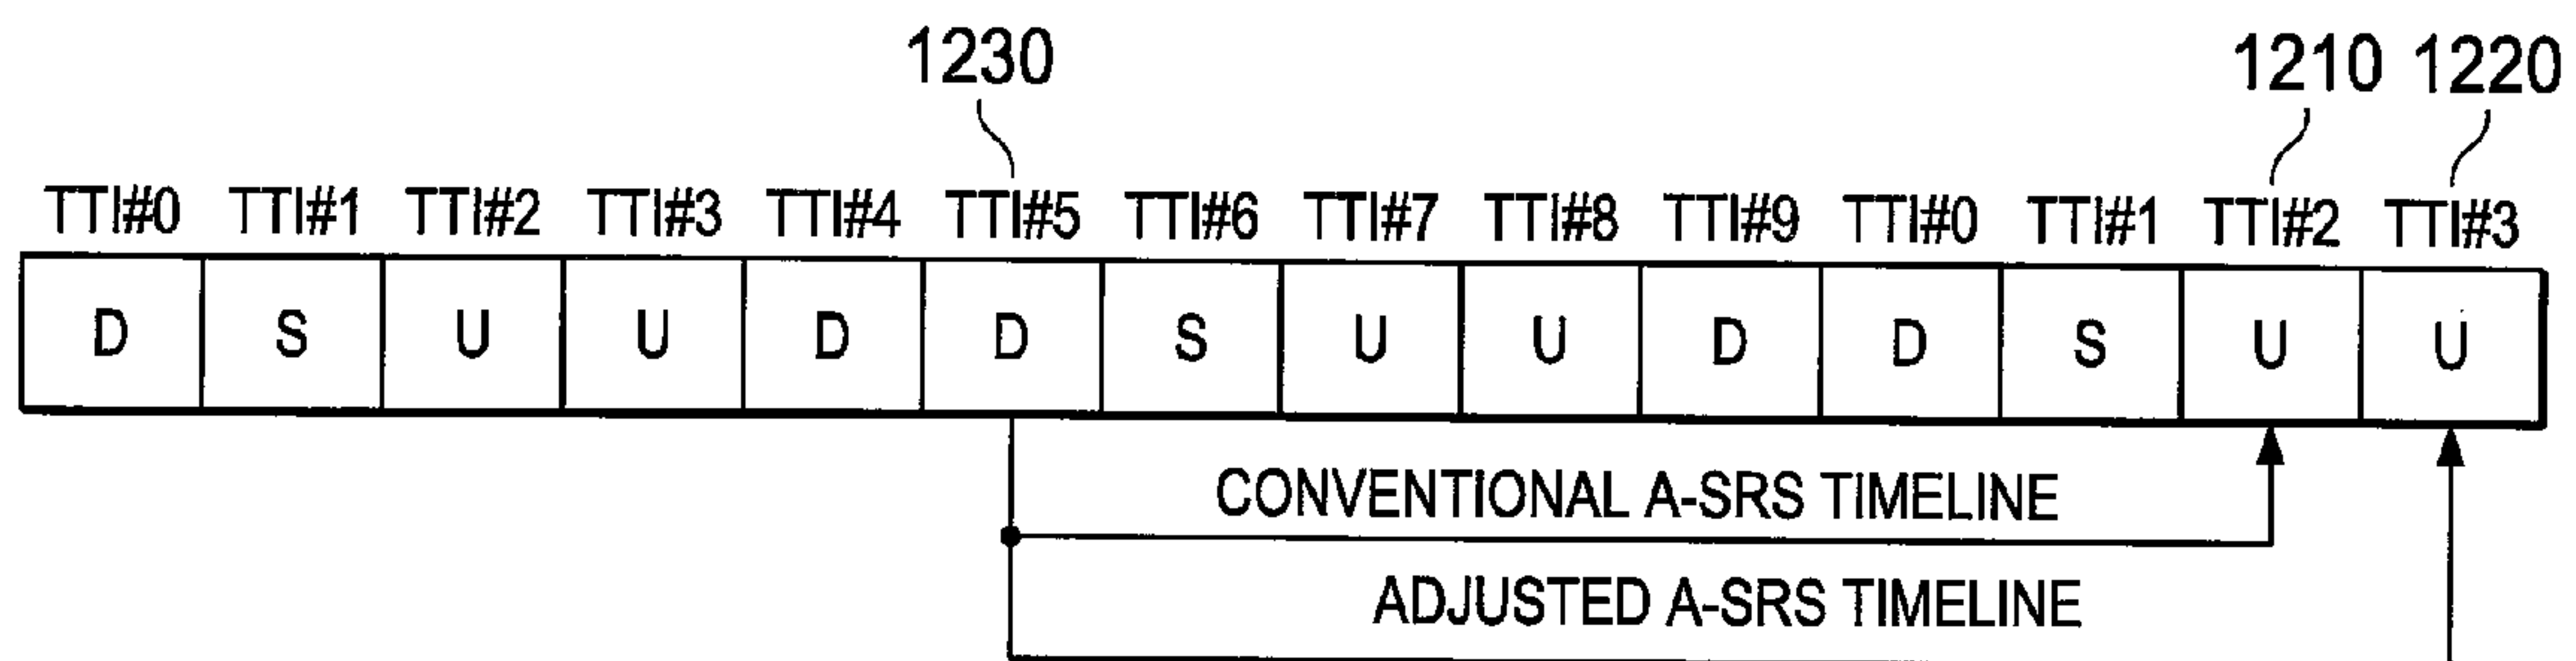 1230 1210 1220
TTI#0 TTI#1 TTI#2 TTI#3 TTI#4 TTI#5 TTI#6 TTI#7 TTI#8 TTI#9 TTI#0 TTI#1 TTI#2 TTI#3
D S U U D D S U U D D S U U
CONVENTIONAL A-SRS TIMELINE
ADJUSTED A-SRS TIMELINE